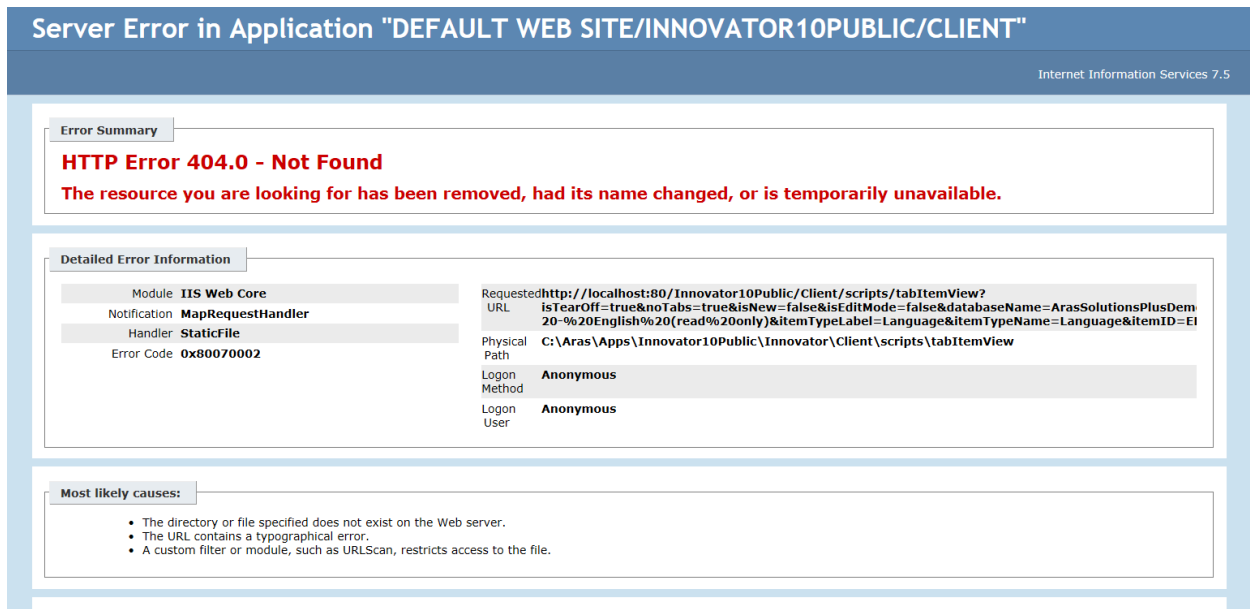 Server Error in Application "DEFAULT WEB SITE/INNOVATOR10PUBLIC/CLIENT"
Internet Information Services 7.5
Error Summary
HTTP Error 404.0 - Not Found
The resource you are looking for has been removed, had its name changed, or is temporarily unavailable.
Detailed Error Information
Module IIS Web Core
Notification MapRequestHandler
Handler StaticFile
Error Code 0x80070002
Requested URL http://localhost:80/Innovator10Public/Client/scripts/tabItemView?
isTearOff=true&noTabs=true&isNew=false&isEditMode=false&databaseName=ArasSolutionsPlusDem
20-%20English%20(read%20only)&itemTypeLabel=Language&itemTypeName=Language&itemID=
Physical Path C:\Aras\Apps\Innovator10Public\Innovator\Client\scripts\tabItemView
Logon Method Anonymous
Logon User Anonymous
Most likely causes:
• The directory or file specified does not exist on the Web server.
• The URL contains a typographical error.
• A custom filter or module, such as URLScan, restricts access to the file.